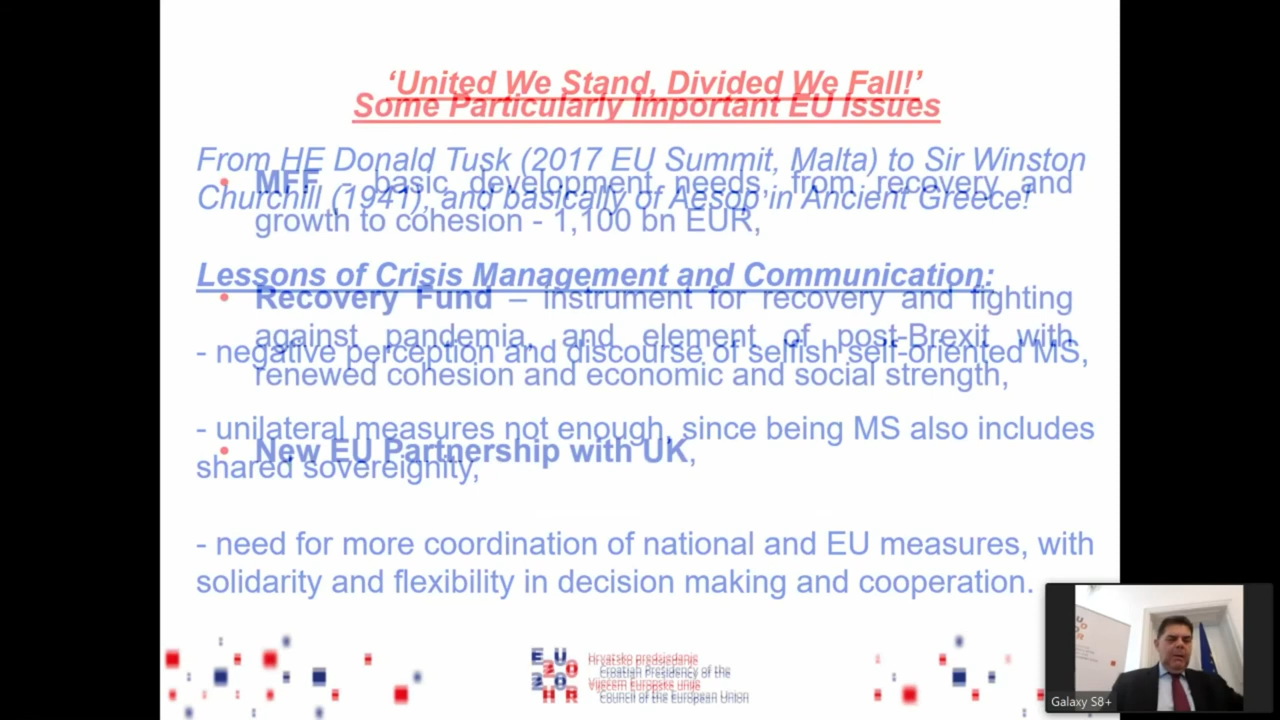 ‘United We Stand, Divided We Fall!’
Some Particularly Important EU Issues
From HE Donald Tusk (2017 EU Summit, Malta) to Sir Winston
Churchill (1941), and basically of Aesop in Ancient Greece!
• MFF - basic development needs, from recovery and
growth to cohesion - 1,100 bn EUR,
Lessons of Crisis Management and Communication:
• Recovery Fund – instrument for recovery and fighting
against pandemia, and element of post-Brexit with
renewed cohesion and economic and social strength,
- negative perception and discourse of selfish self-oriented MS,
- unilateral measures not enough, since being MS also includes
shared sovereignity,
• New EU Partnership with UK,
- need for more coordination of national and EU measures, with
solidarity and flexibility in decision making and cooperation.
EU
20
20
HR
Hrvatsko predsjedanje
Vijećem Europske unije
Croatian Presidency of the
Council of the European Union
Galaxy S8+